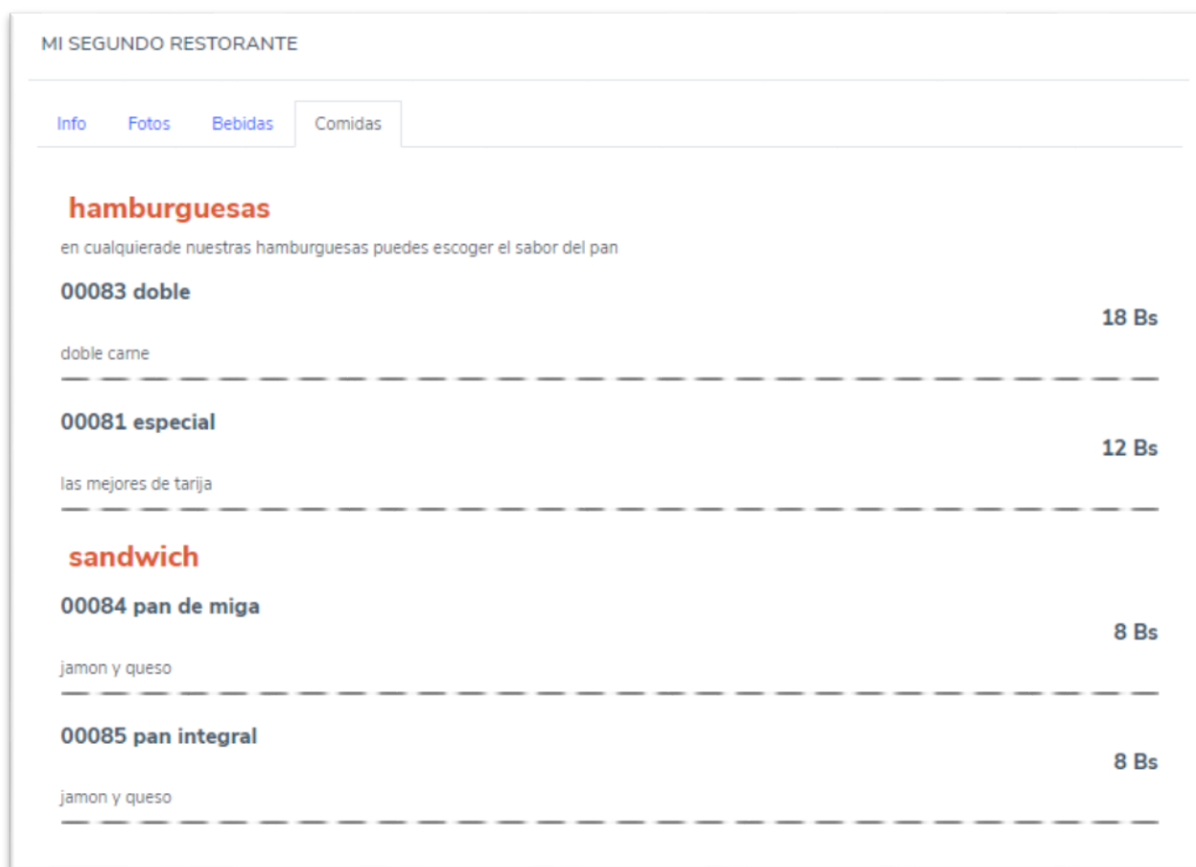 MI SEGUNDO RESTORANTE
Info Fotos Bebidas Comidas
hamburguesas
en cualquierade nuestras hamburguesas puedes escoger el sabor del pan
00083 doble
18 Bs
doble carne
00081 especial
12 Bs
las mejores de tarija
sandwich
00084 pan de miga
8 Bs
jamon y queso
00085 pan integral
8 Bs
jamon y queso